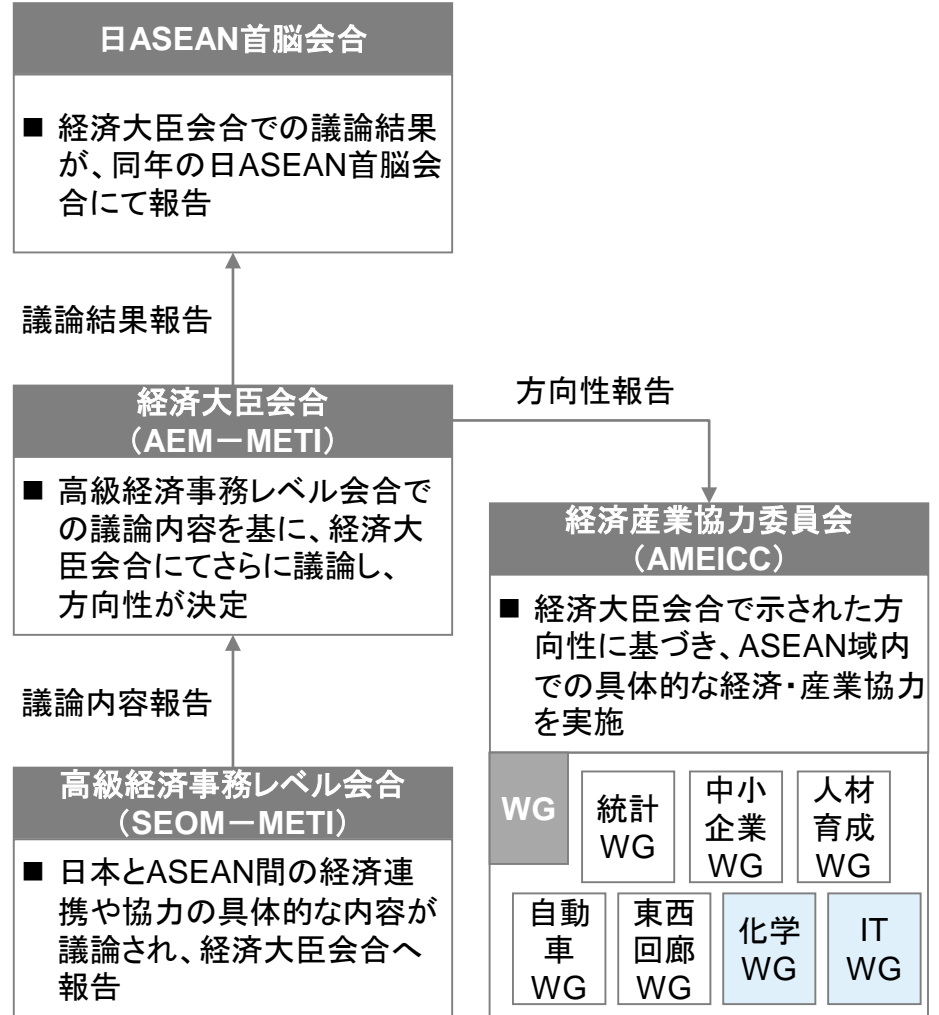 日ASEAN首脳会合
■ 経済大臣会合での議論結果
が、同年の日ASEAN首脳会
合にて報告
議論結果報告
経済大臣会合
（AEM－METI）
■ 高級経済事務レベル会合で
の議論内容を基に、経済大
臣会合にてさらに議論し、
方向性が決定
方向性報告
経済産業協力委員会
（AMEICC）
■ 経済大臣会合で示された方
向性に基づき、ASEAN域内
での具体的な経済・産業協力
を実施
議論内容報告
高級経済事務レベル会合
（SEOM－METI）
■ 日本とASEAN間の経済連
携や協力の具体的な内容が
議論され、経済大臣会合へ
報告
WG
統計
WG
中小
企業
WG
人材
育成
WG
自動
車
WG
東西
回廊
WG
化学
WG
IT
WG